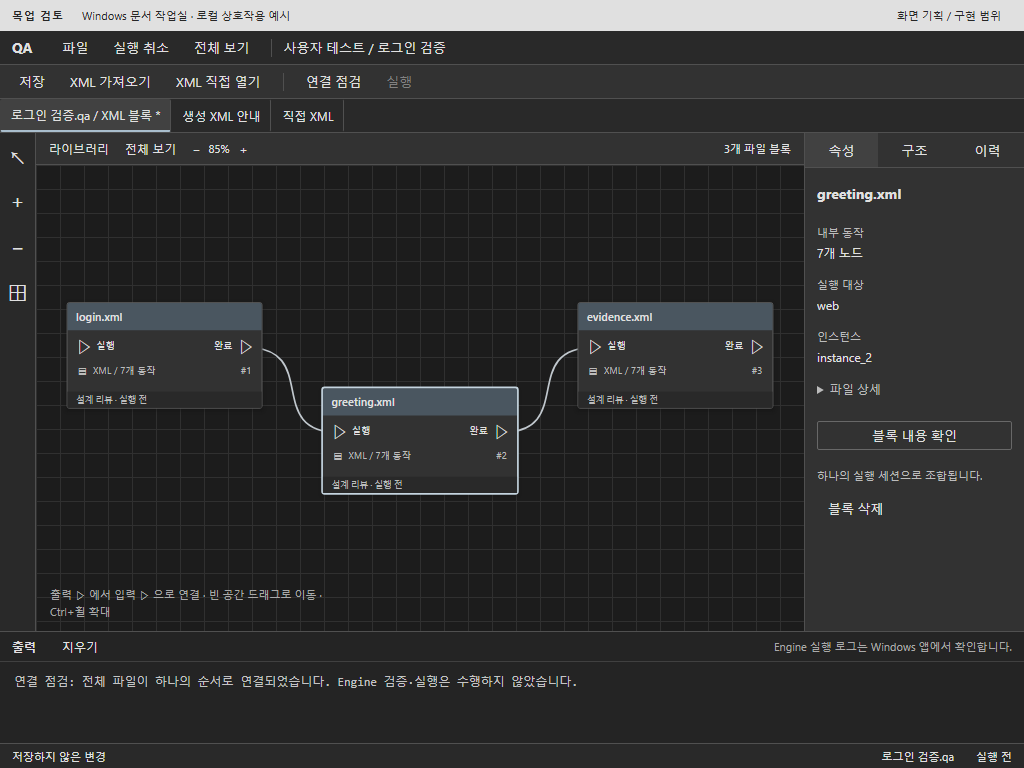 목업 검토 Windows 문서 작업실 · 로컬 상호작용 예시 화면 기획 / 구현 범위
QA 파일 실행 취소 전체 보기 사용자 테스트 / 로그인 검증
저장 XML 가져오기 XML 직접 열기 연결 점검 실행
로그인 검증.qa / XML 블록 * 생성 XML 안내 직접 XML
라이브러리 전체 보기 − 85% + 3개 파일 블록
속성 구조 이력
login.xml
실행 완료
XML / 7개 동작 #1
설계 리뷰 · 실행 전
greeting.xml
실행 완료
XML / 7개 동작 #2
설계 리뷰 · 실행 전
evidence.xml
실행 완료
XML / 7개 동작 #3
설계 리뷰 · 실행 전
출력 ▷ 에서 입력 ▷ 으로 연결 · 빈 공간 드래그로 이동 ·
Ctrl+휠 확대
greeting.xml
내부 동작
7개 노드
실행 대상
web
인스턴스
instance_2
▶ 파일 상세
블록 내용 확인
하나의 실행 세션으로 조합됩니다.
블록 삭제
출력 지우기 Engine 실행 로그는 Windows 앱에서 확인합니다.
연결 점검: 전체 파일이 하나의 순서로 연결되었습니다. Engine 검증·실행은 수행하지 않았습니다.
저장하지 않은 변경 로그인 검증.qa 실행 전